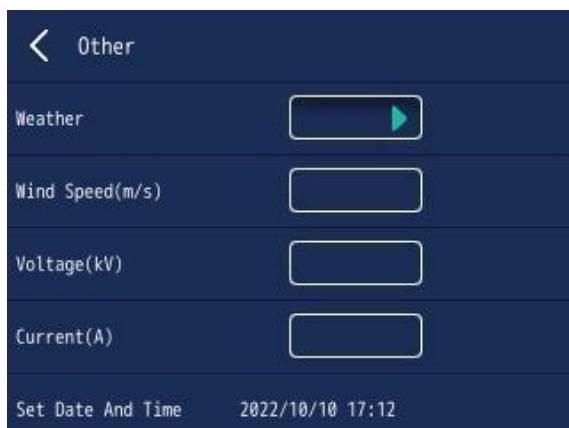 Other
Weather
Wind Speed(m/s)
Voltage(kV)
Current(A)
Set Date And Time 2022/10/10 17:12